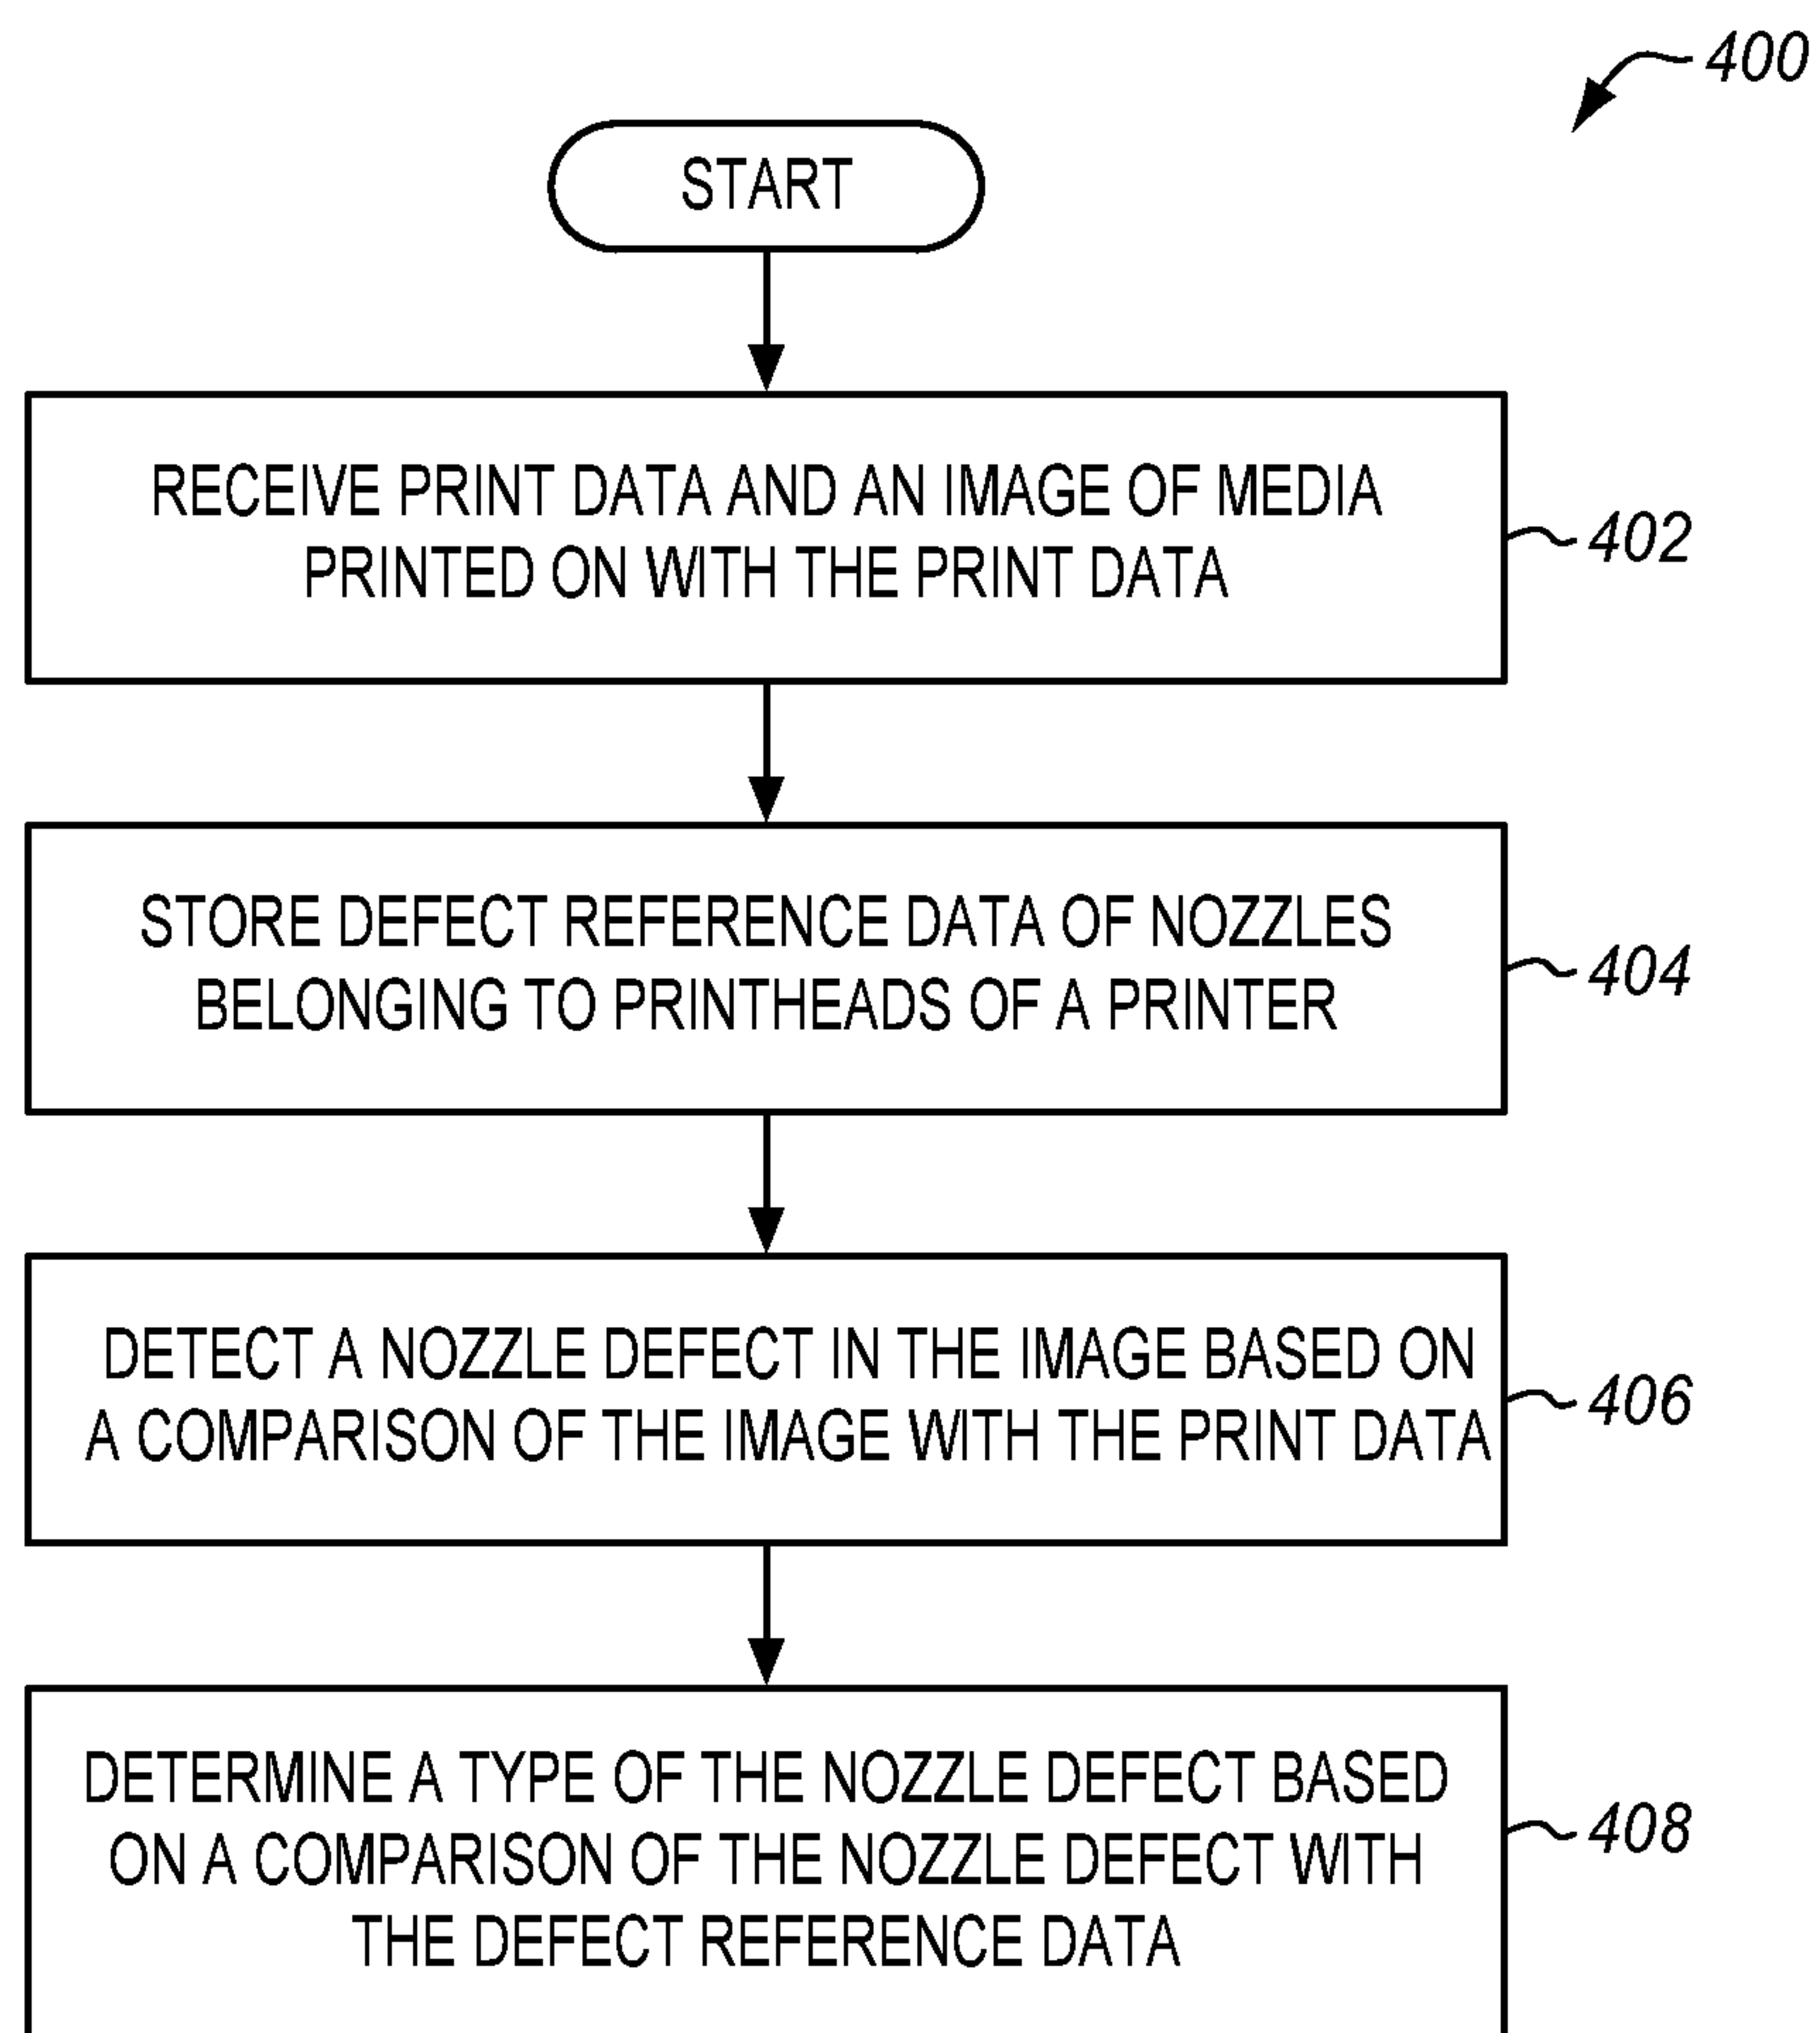 400
START
RECEIVE PRINT DATA AND AN IMAGE OF MEDIA
PRINTED ON WITH THE PRINT DATA
402
STORE DEFECT REFERENCE DATA OF NOZZLES
BELONGING TO PRINTHEADS OF A PRINTER
404
DETECT A NOZZLE DEFECT IN THE IMAGE BASED ON
A COMPARISON OF THE IMAGE WITH THE PRINT DATA
406
DETERMINE A TYPE OF THE NOZZLE DEFECT BASED
ON A COMPARISON OF THE NOZZLE DEFECT WITH
THE DEFECT REFERENCE DATA
408